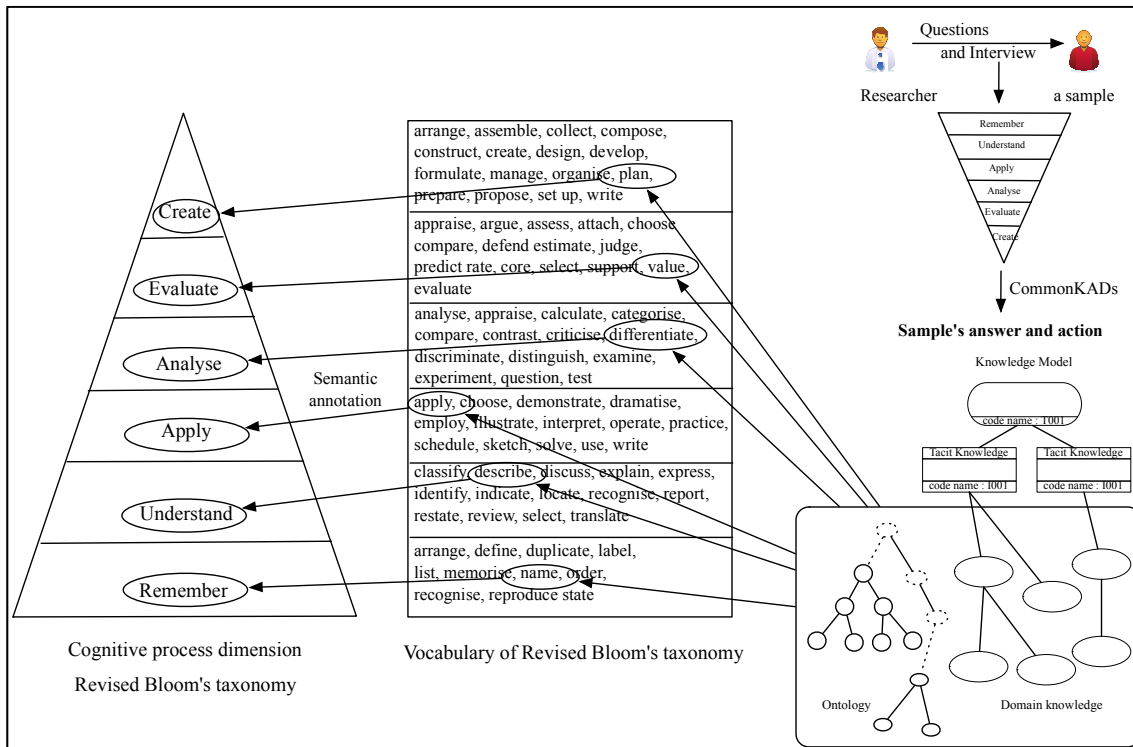 Questions
and Interview
Researcher
a sample
Remember
Understand
Apply
Analyse
Evaluate
Create
CommonKADs
Sample's answer and action
Knowledge Model
code name : T001
Tacit Knowledge
code name : I001
Tacit Knowledge
code name : I001
Ontology
Domain knowledge
Create
Evaluate
Analyse
Apply
Understand
Remember
Cognitive process dimension
Revised Bloom's taxonomy
Semantic
annotation
arrange, assemble, collect, compose,
construct, create, design, develop,
formulate, manage, organise, plan,
prepare, propose, set up, write
appraise, argue, assess, attach, choose
compare, defend estimate, judge,
predict rate, core, select, support, value,
evaluate
analyse, appraise, calculate, categorise,
compare, contrast, criticise, differentiate,
discriminate, distinguish, examine,
experiment, question, test
apply, choose, demonstrate, dramatise,
employ, illustrate, interpret, operate, practice,
schedule, sketch, solve, use, write
classify, describe, discuss, explain, express,
identify, indicate, locate, recognise, report,
restate, review, select, translate
arrange, define, duplicate, label,
list, memorise, name, order,
recognise, reproduce state
Vocabulary of Revised Bloom's taxonomy